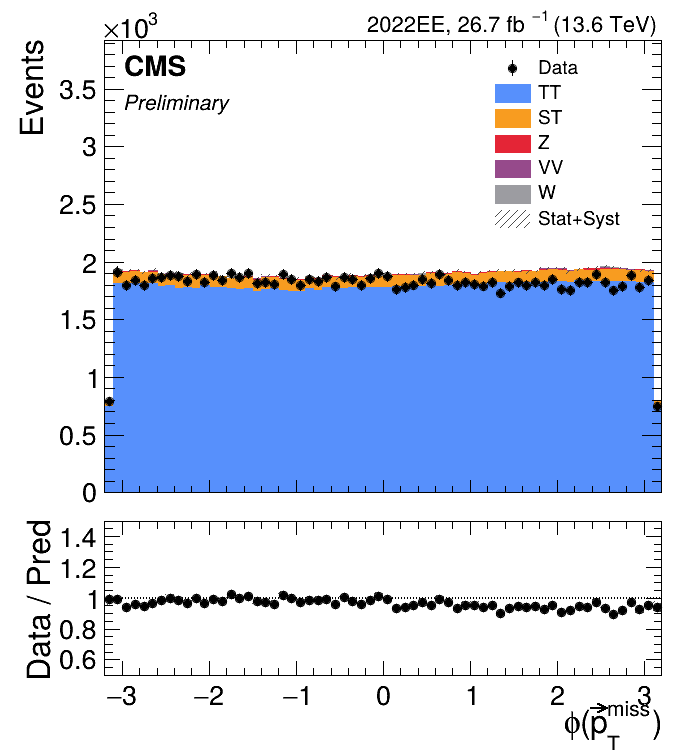 ×10³ 2022EE, 26.7 fb⁻¹ (13.6 TeV)
CMS
Preliminary
Events
3.5
3
2.5
2
1.5
1
0.5
0
Data
TT
ST
Z
VV
W
Stat+Syst
Data / Pred
1.4
1.2
1
0.8
0.6
−3 −2 −1 0 1 2 3
ϕ(p⃗_T^miss)